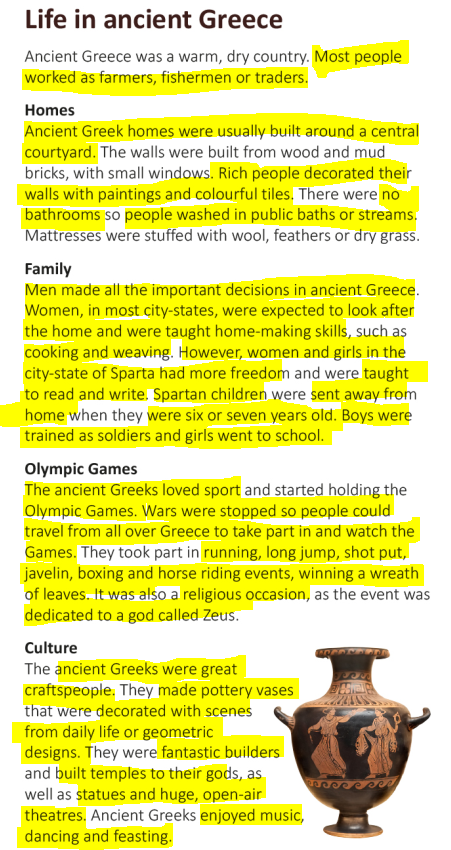 Life in ancient Greece
Ancient Greece was a warm, dry country. Most people
worked as farmers, fishermen or traders.
Homes
Ancient Greek homes were usually built around a central
courtyard. The walls were built from wood and mud
bricks, with small windows. Rich people decorated their
walls with paintings and colourful tiles. There were no
bathrooms so people washed in public baths or streams.
Mattresses were stuffed with wool, feathers or dry grass.
Family
Men made all the important decisions in ancient Greece.
Women, in most city-states, were expected to look after
the home and were taught home-making skills, such as
cooking and weaving. However, women and girls in the
city-state of Sparta had more freedom and were taught
to read and write. Spartan children were sent away from
home when they were six or seven years old. Boys were
trained as soldiers and girls went to school.
Olympic Games
The ancient Greeks loved sport and started holding the
Olympic Games. Wars were stopped so people could
travel from all over Greece to take part in and watch the
Games. They took part in running, long jump, shot put,
javelin, boxing and horse riding events, winning a wreath
of leaves. It was also a religious occasion, as the event was
dedicated to a god called Zeus.
Culture
The ancient Greeks were great
craftspeople. They made pottery vases
that were decorated with scenes
from daily life or geometric
designs. They were fantastic builders
and built temples to their gods, as
well as statues and huge, open-air
theatres. Ancient Greeks enjoyed music,
dancing and feasting.